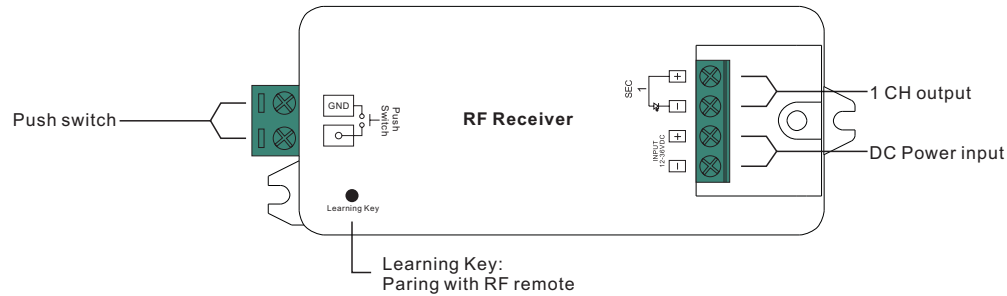 Push switch
GND
Push
Switch
RF Receiver
Learning Key
SEC
1
+
−
+
−
INPUT
12-36VDC
1 CH output
DC Power input
Learning Key:
Paring with RF remote